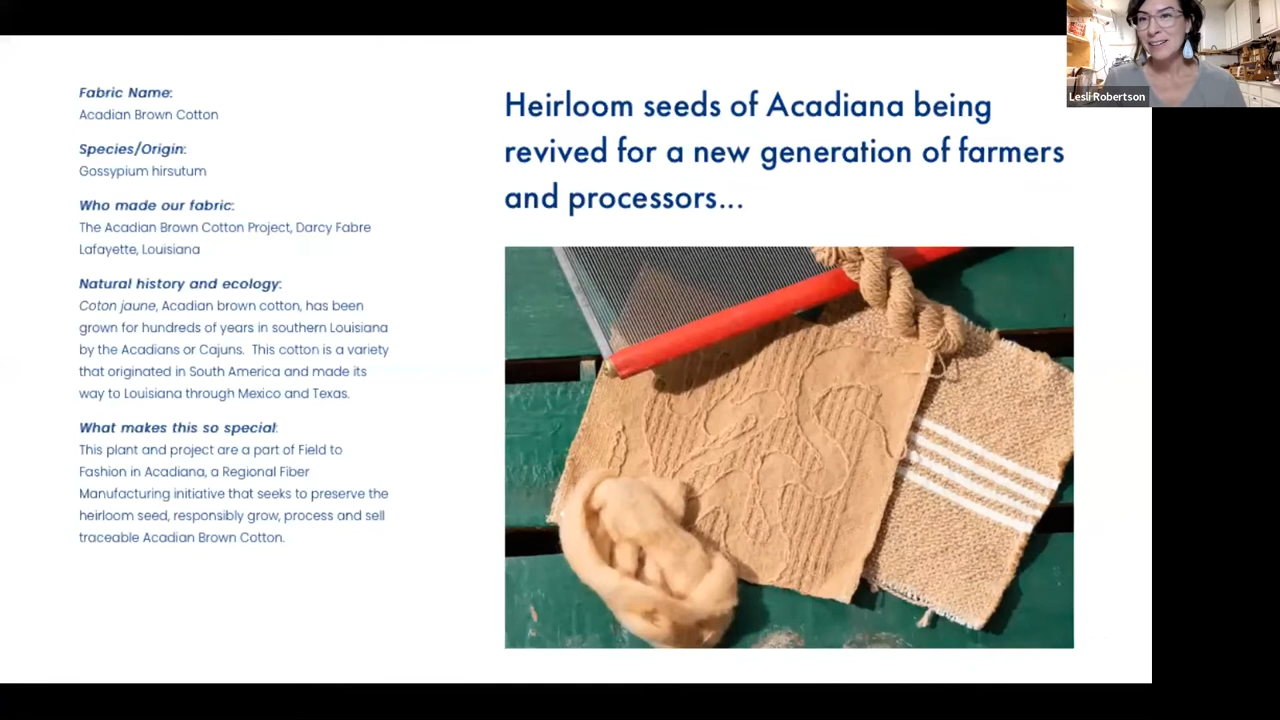 Fabric Name:
Acadian Brown Cotton
Species/Origin:
Gossypium hirsutum
Who made our fabric:
The Acadian Brown Cotton Project, Darcy Fabre
Lafayette, Louisiana
Natural history and ecology:
Coton jaune, Acadian brown cotton, has been
grown for hundreds of years in southern Louisiana
by the Acadians or Cajuns. This cotton is a variety
that originated in South America and made its
way to Louisiana through Mexico and Texas.
What makes this so special:
This plant and project are a part of Field to
Fashion in Acadiana, a Regional Fiber
Manufacturing initiative that seeks to preserve the
heirloom seed, responsibly grow, process and sell
traceable Acadian Brown Cotton.
Heirloom seeds of Acadiana being
revived for a new generation of farmers
and processors...
Lesli Robertson